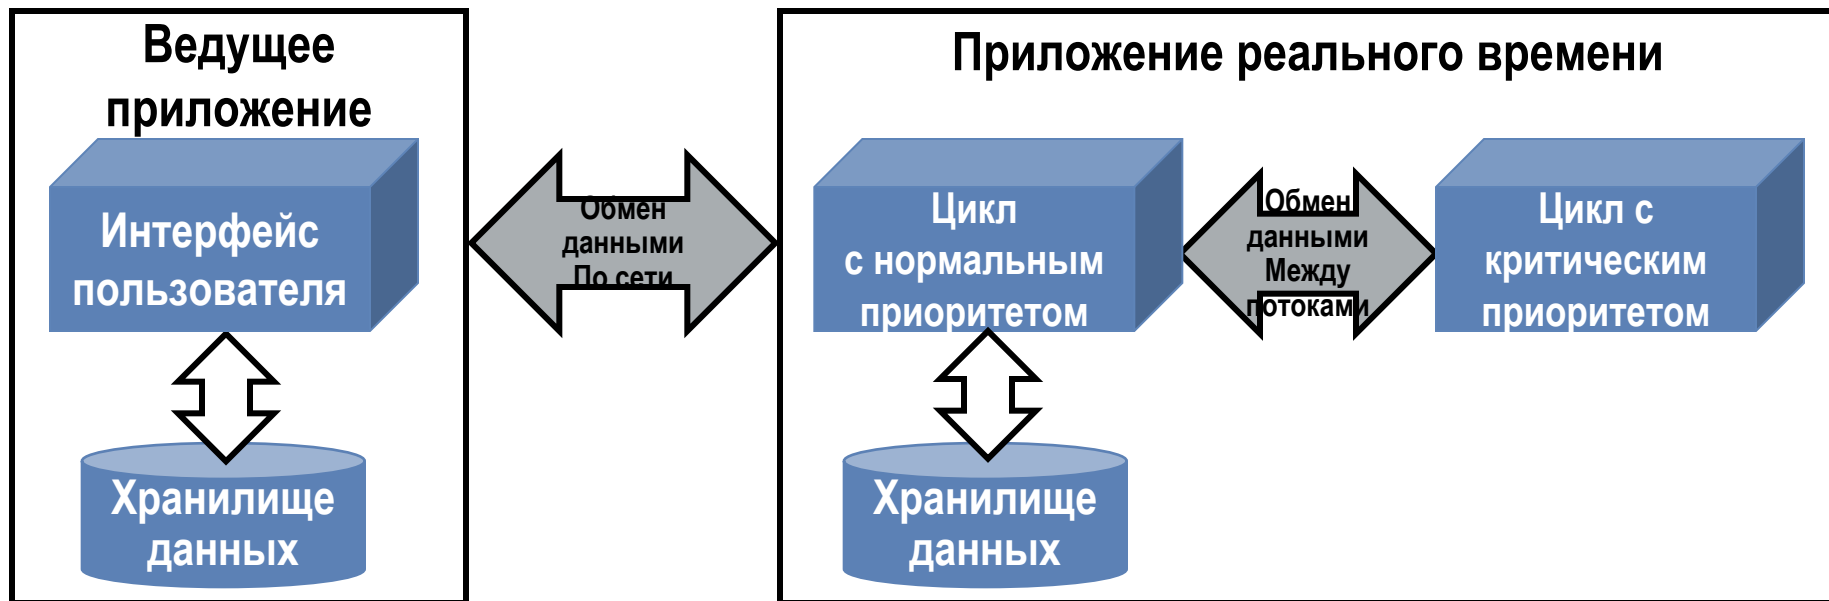 Ведущее
приложение
Интерфейс
пользователя
Хранилище
данных
Обмен
данными
По сети
Приложение реального времени
Цикл
с нормальным
приоритетом
Хранилище
данных
Обмен
данными
Между
потоками
Цикл с
критическим
приоритетом